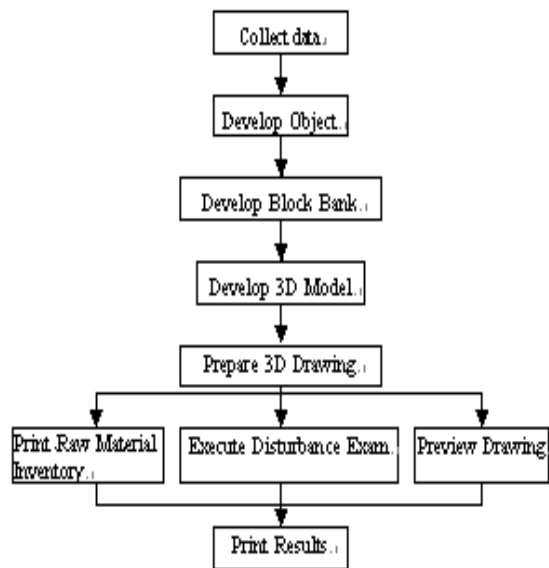 Collect data
Develop Object
Develop Block Bank
Develop 3D Model
Prepare 3D Drawing
Print Raw Material
Inventory
Execute Disturbance Exam
Preview Drawing
Print Results